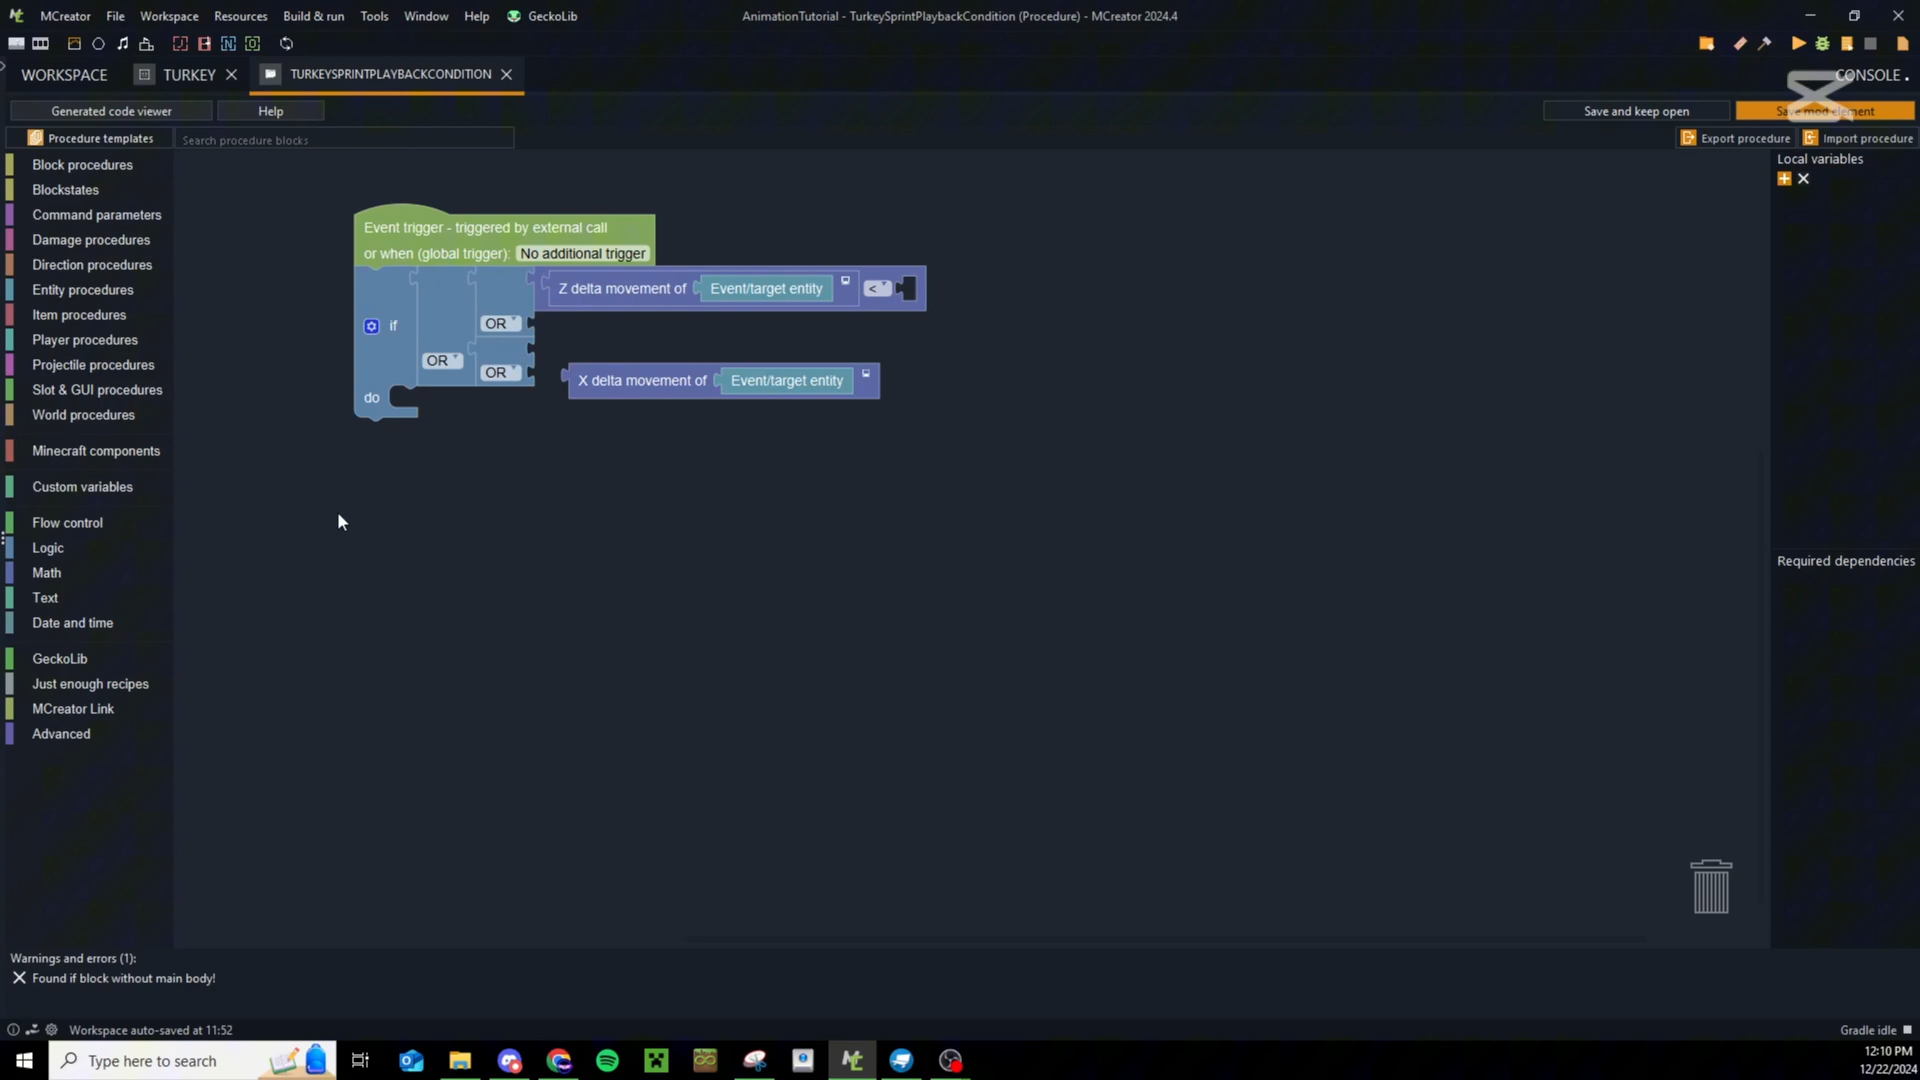 MCreator File Workspace Resources Build & run Tools Window Help GeckoLib
AnimationTutorial - TurkeySprintPlaybackCondition (Procedure) - MCreator 2024.4
WORKSPACE TURKEY TURKEYSPRINTPLAYBACKCONDITION
CONSOLE
Generated code viewer Help
Save and keep open Save mod element
Procedure templates Search procedure blocks
Export procedure Import procedure
Block procedures
Blockstates
Command parameters
Damage procedures
Direction procedures
Entity procedures
Item procedures
Player procedures
Projectile procedures
Slot & GUI procedures
World procedures
Minecraft components
Custom variables
Flow control
Logic
Math
Text
Date and time
GeckoLib
Just enough recipes
MCreator Link
Advanced
Event trigger - triggered by external call
or when (global trigger): No additional trigger
Z delta movement of Event/target entity <
if OR
OR
OR
X delta movement of Event/target entity
do
Local variables
Required dependencies
Warnings and errors (1):
Found if block without main body!
Workspace auto-saved at 11:52
Gradle idle
Type here to search
12:10 PM
12/22/2024